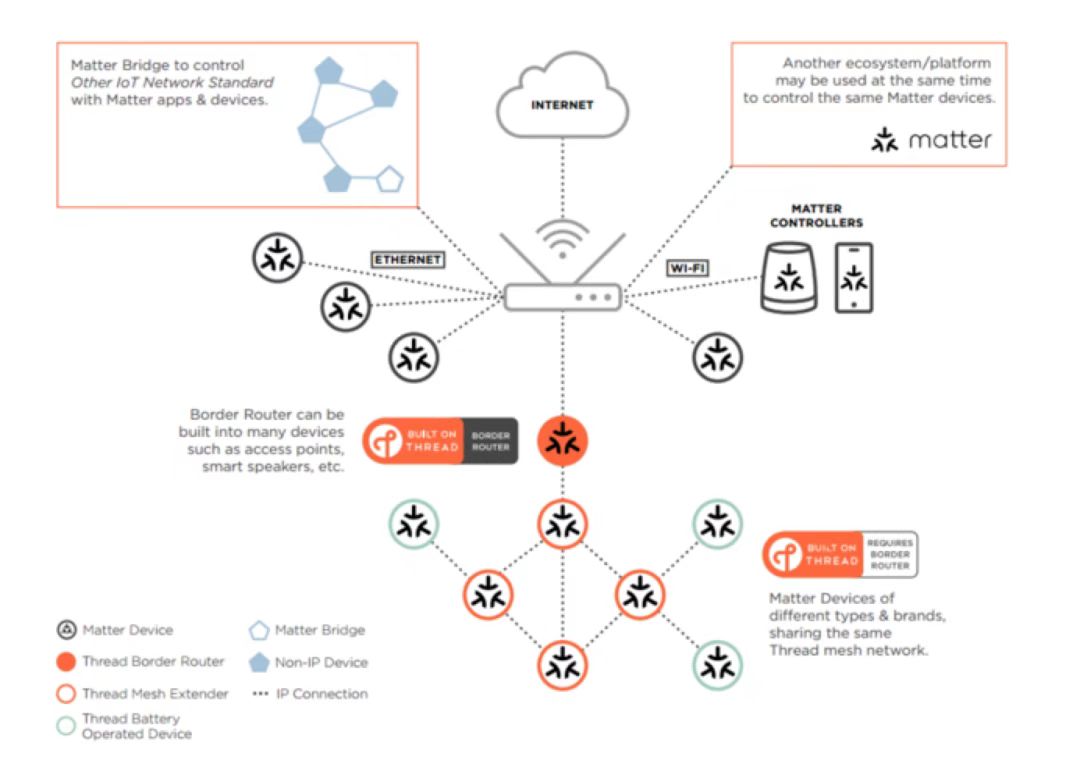 Matter Bridge to control
Other IoT Network Standard
with Matter apps & devices.
INTERNET
Another ecosystem/platform
may be used at the same time
to control the same Matter devices.
matter
MATTER
CONTROLLERS
ETHERNET
WI-FI
Border Router can be
built into many devices
such as access points,
smart speakers, etc.
BUILT ON
THREAD
BORDER
ROUTER
BUILT ON
THREAD
REQUIRES
BORDER
ROUTER
Matter Devices of
different types & brands,
sharing the same
Thread mesh network.
Matter Device
Thread Border Router
Thread Mesh Extender
Thread Battery
Operated Device
Matter Bridge
Non-IP Device
IP Connection